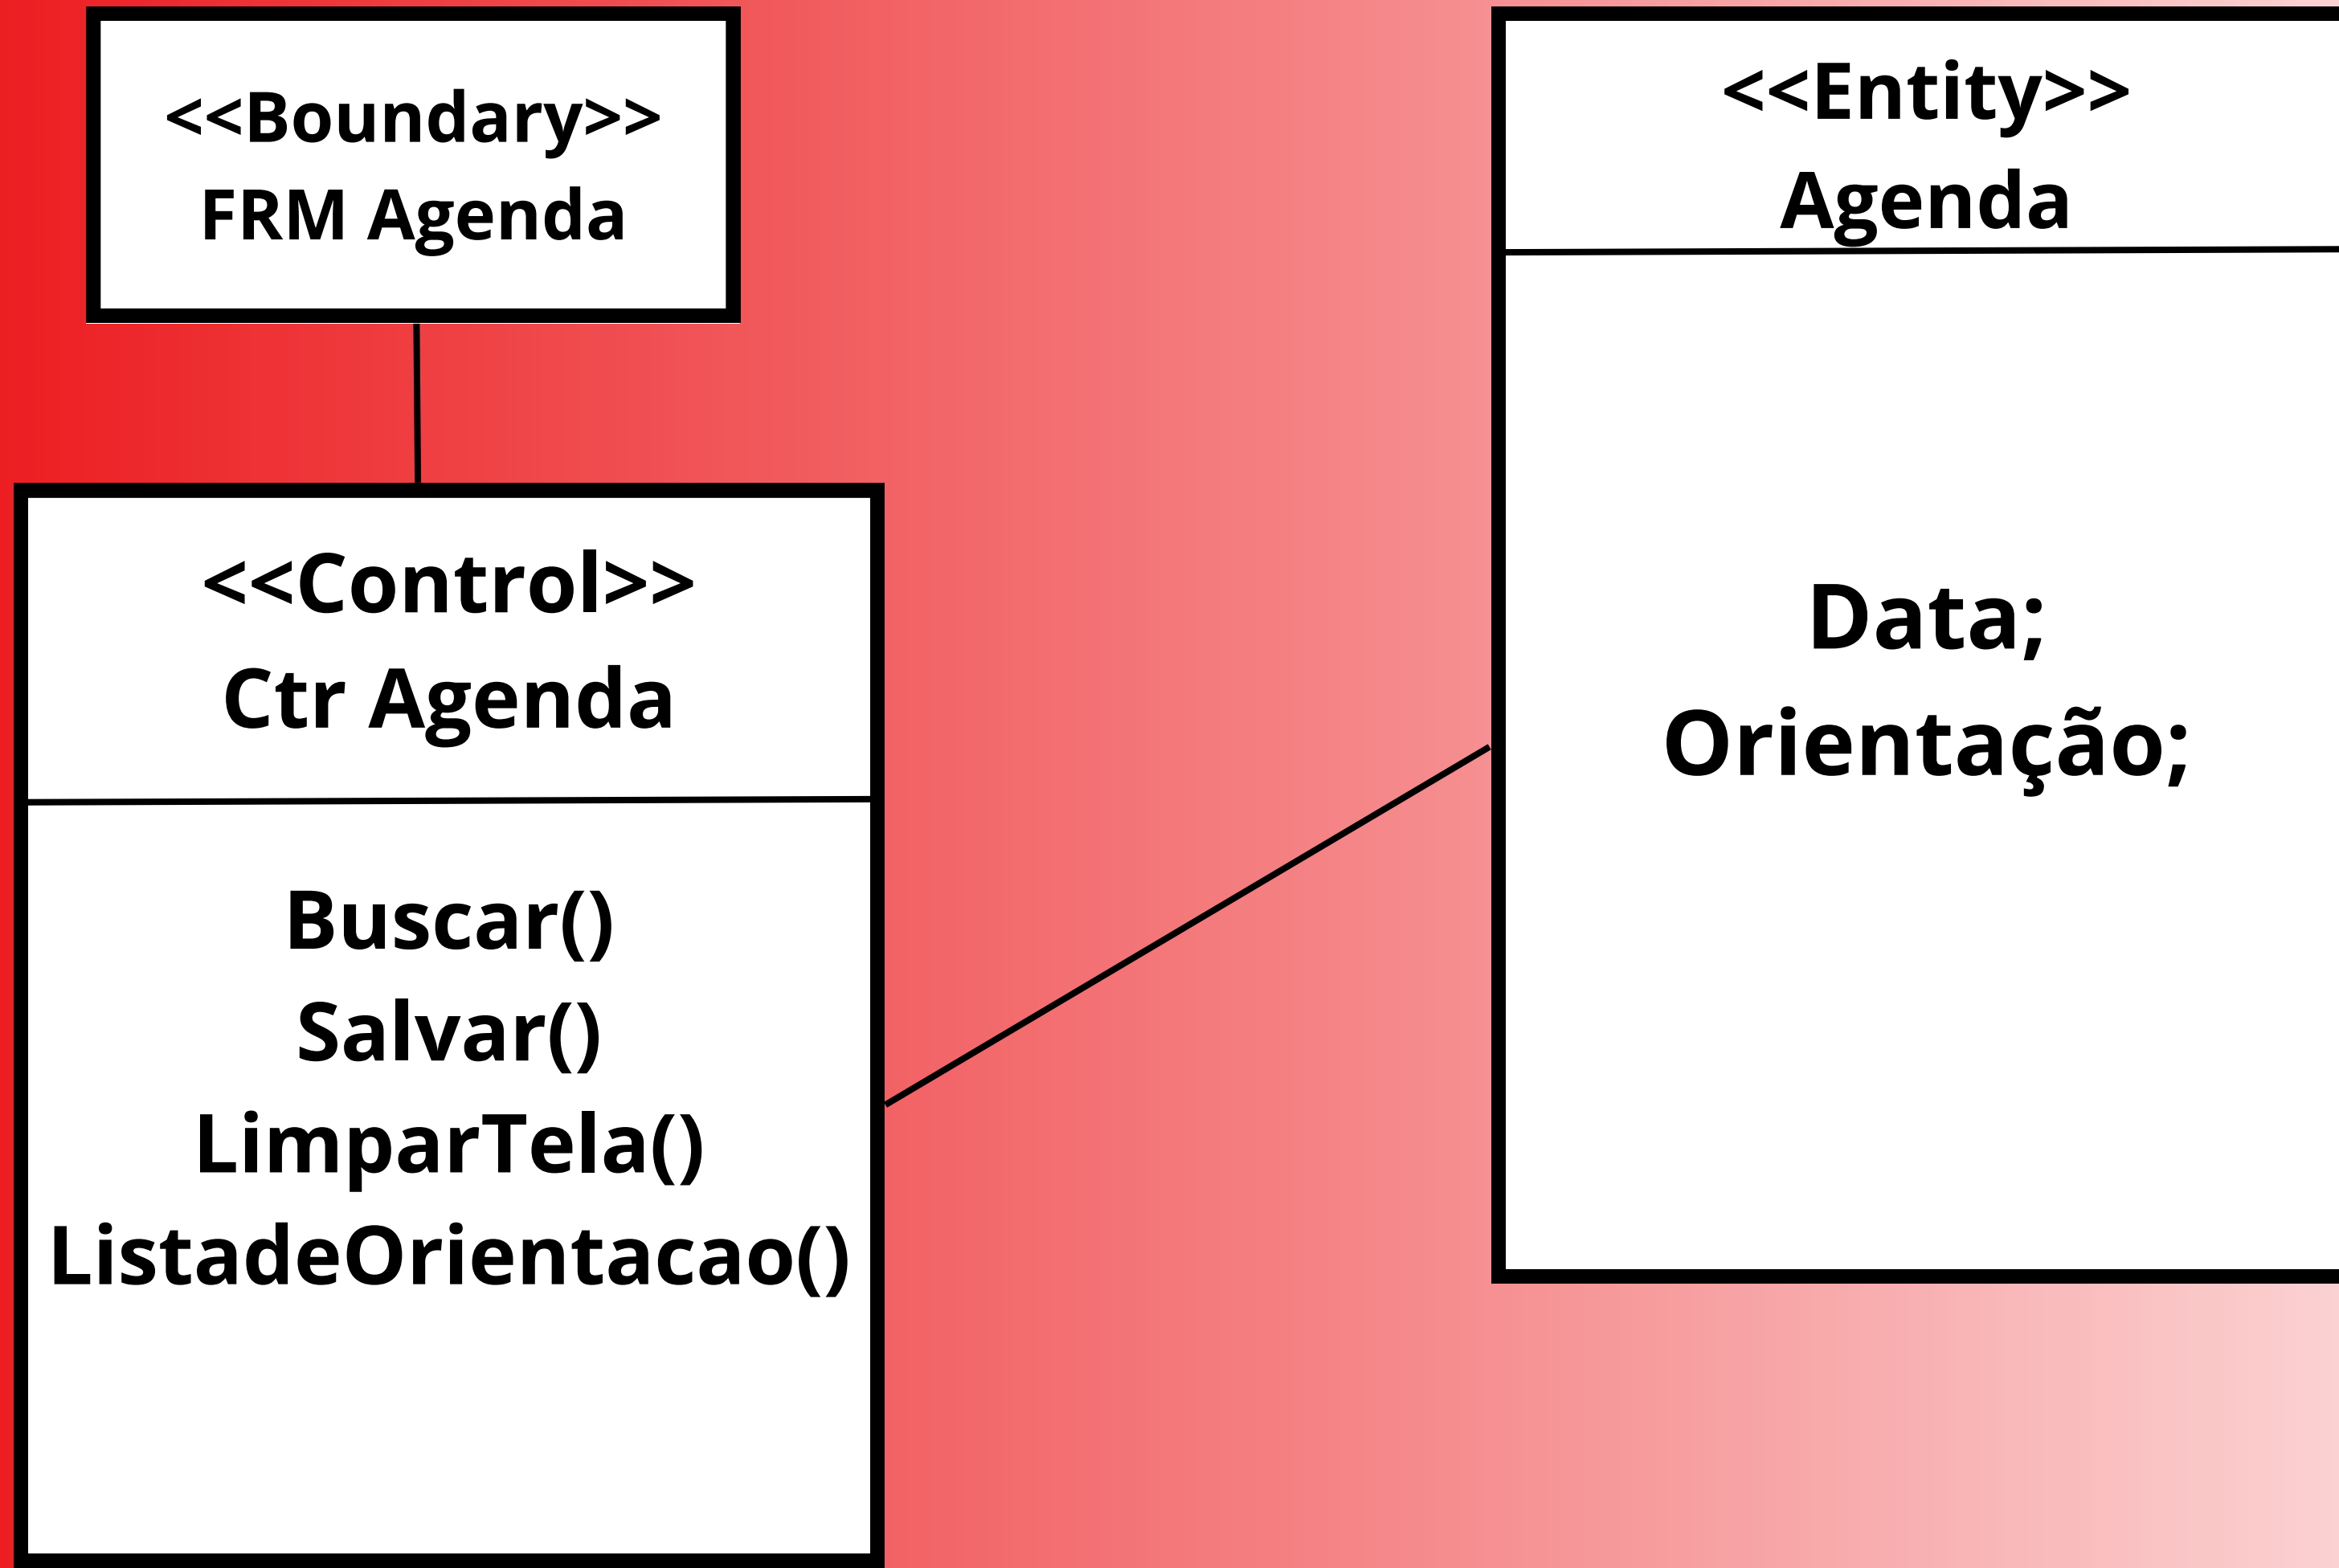 <<Boundary>>
FRM Agenda
<<Control>>
Ctr Agenda
Buscar()
Salvar()
LimparTela()
ListadeOrientacao()
<<Entity>>
Agenda
Data;
Orientação;